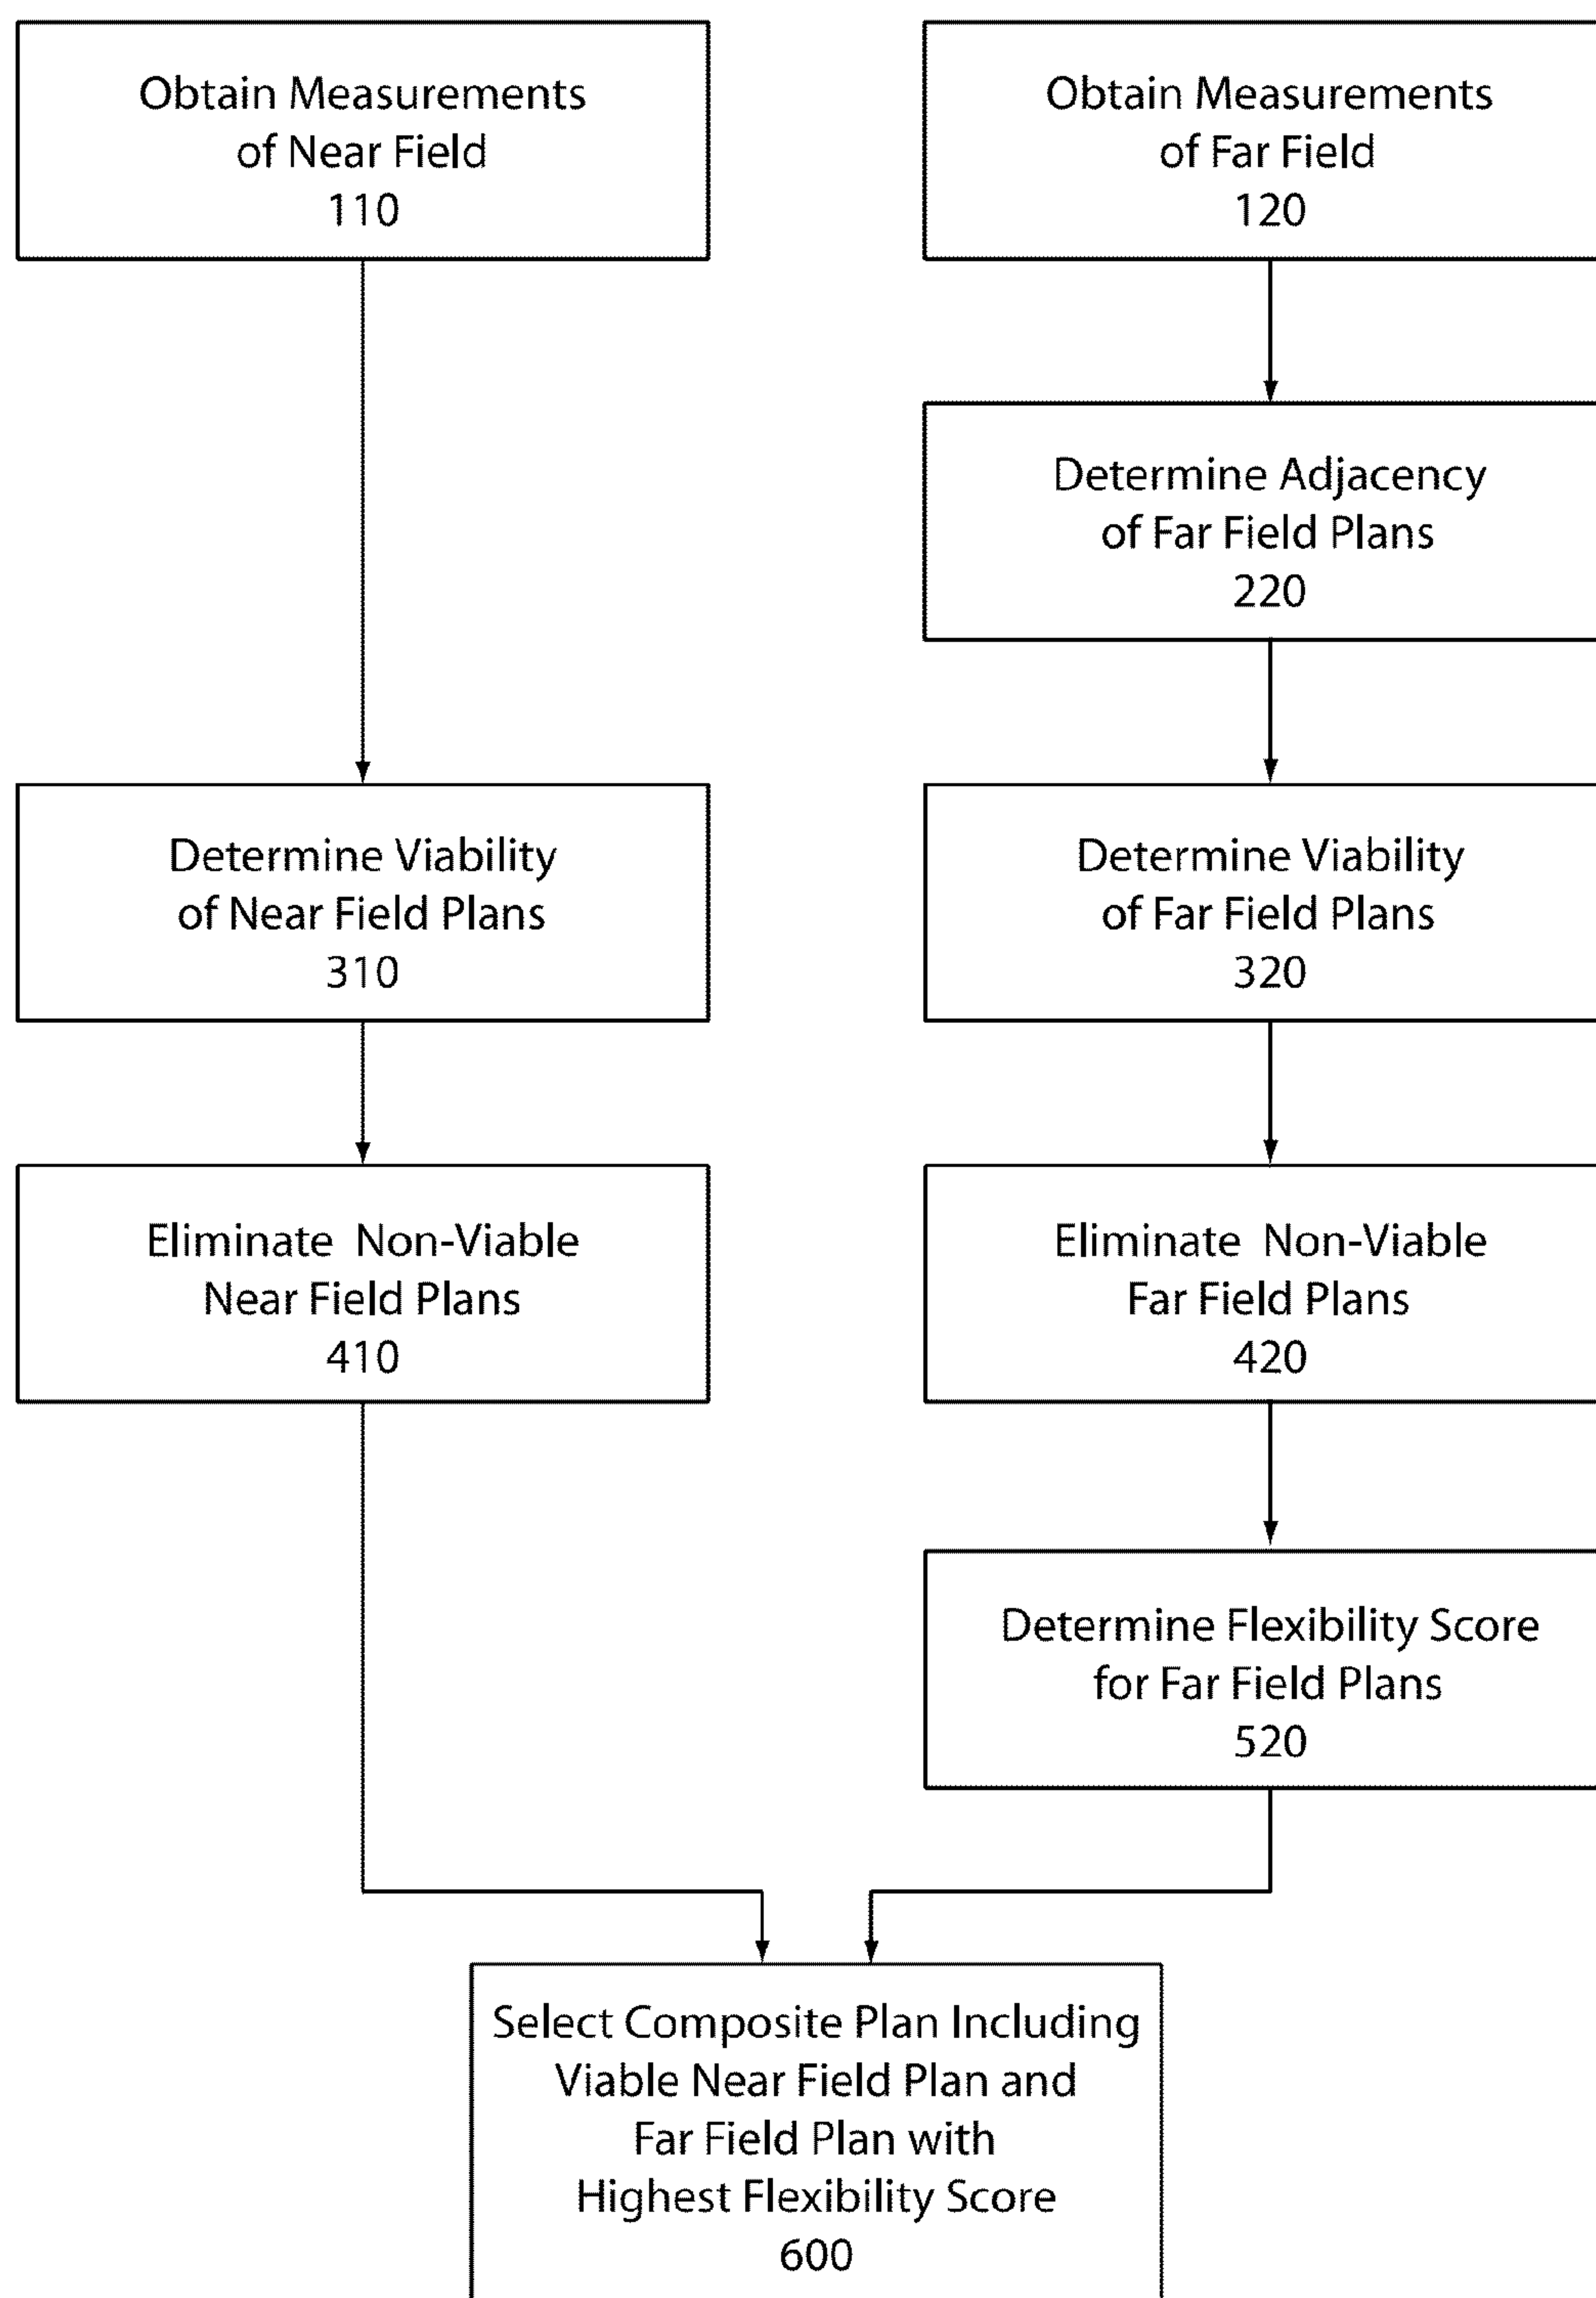 Obtain Measurements
of Near Field
110
Obtain Measurements
of Far Field
120
Determine Adjacency
of Far Field Plans
220
Determine Viability
of Near Field Plans
310
Determine Viability
of Far Field Plans
320
Eliminate Non-Viable
Near Field Plans
410
Eliminate Non-Viable
Far Field Plans
420
Determine Flexibility Score
for Far Field Plans
520
Select Composite Plan Including
Viable Near Field Plan and
Far Field Plan with
Highest Flexibility Score
600